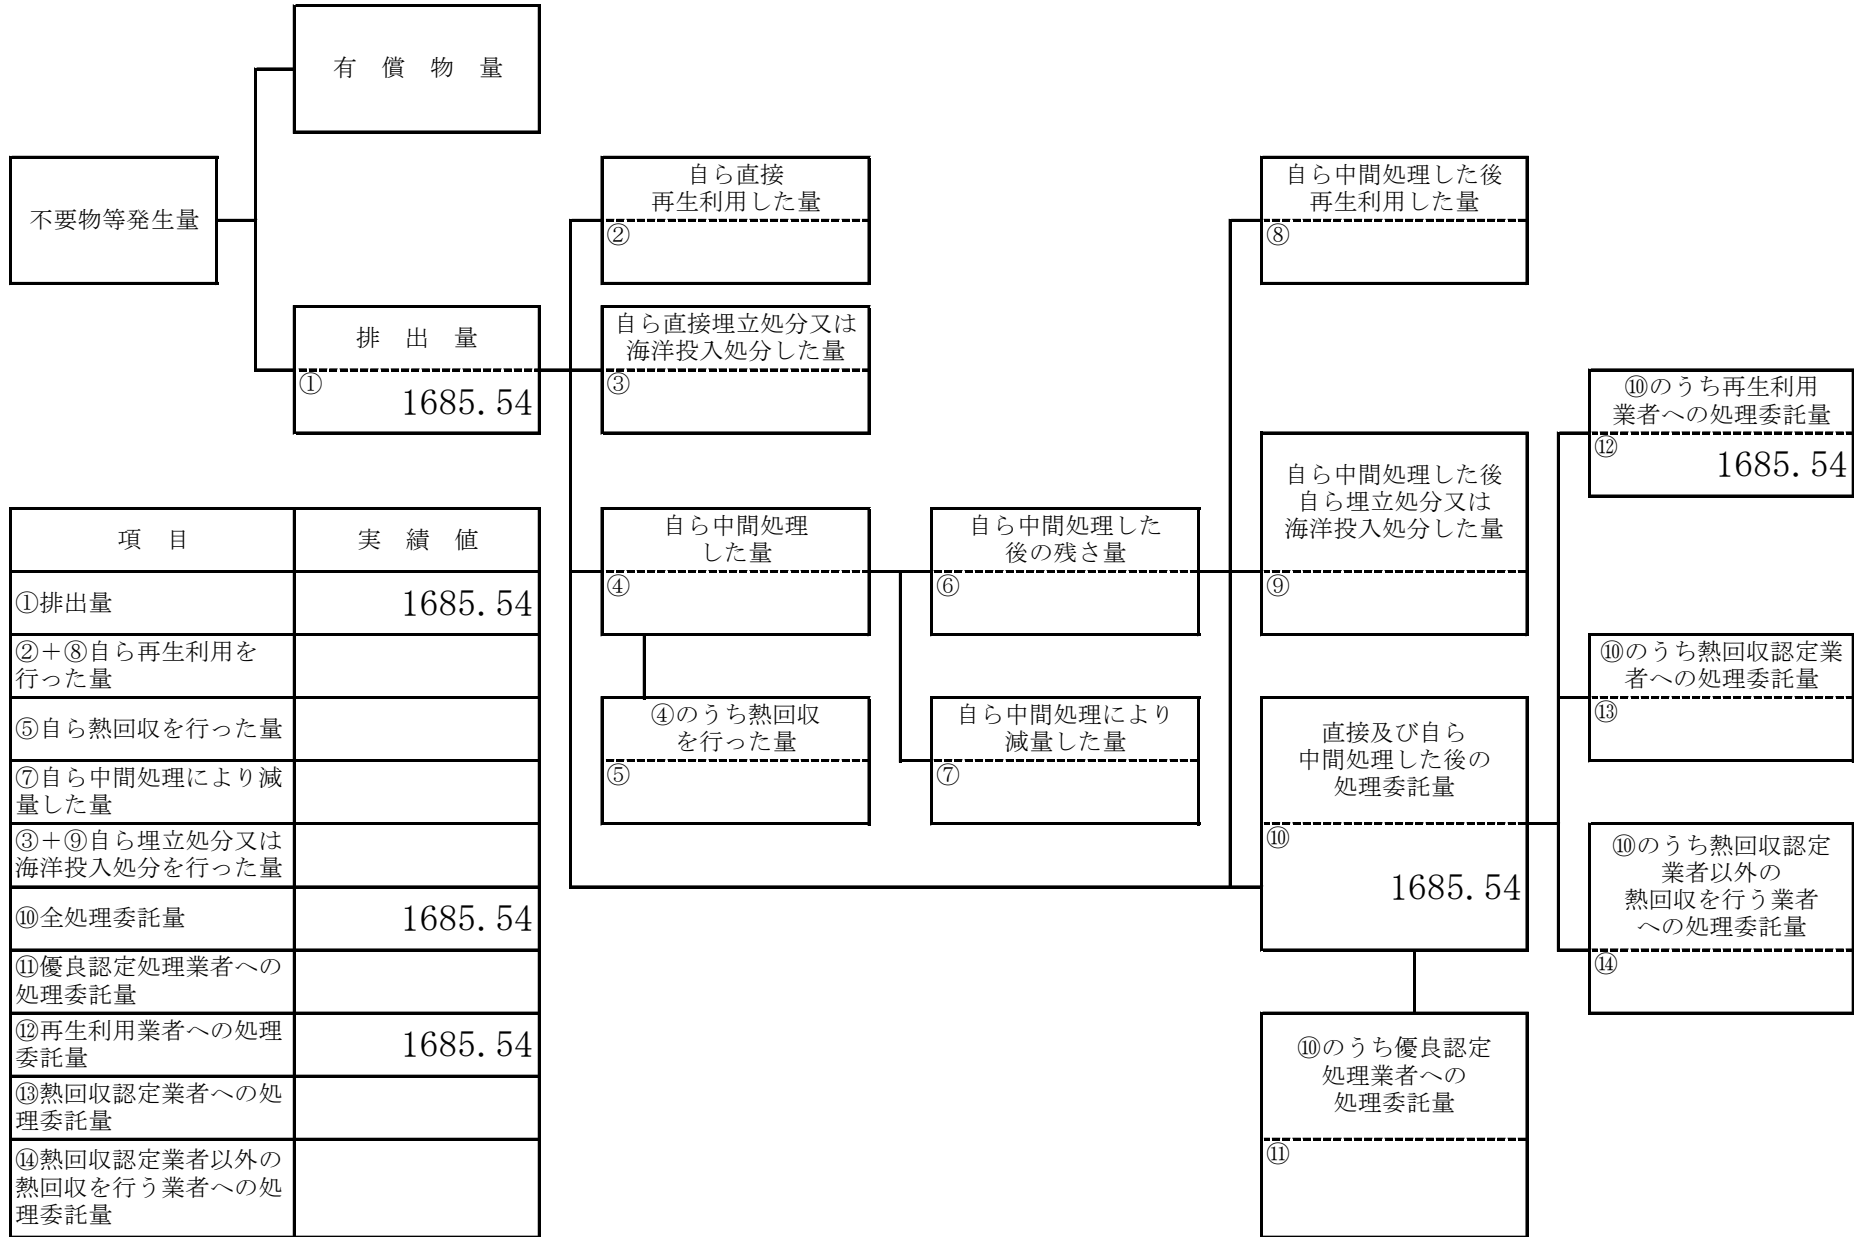 有　償　物　量
不要物等発生量
排　出　量
①
1685.54
自ら直接
再生利用した量
②
自ら直接埋立処分又は
海洋投入処分した量
③
自ら中間処理
した量
④
④のうち熱回収
を行った量
⑤
自ら中間処理した
後の残さ量
⑥
自ら中間処理により
減量した量
⑦
自ら中間処理した後
再生利用した量
⑧
自ら中間処理した後
自ら埋立処分又は
海洋投入処分した量
⑨
直接及び自ら
中間処理した後の
処理委託量
⑩
1685.54
⑩のうち優良認定
処理業者への
処理委託量
⑪
⑩のうち再生利用
業者への処理委託量
⑫
1685.54
⑩のうち熱回収認定業
者への処理委託量
⑬
⑩のうち熱回収認定
業者以外の
熱回収を行う業者
への処理委託量
⑭
項　目　実　績　値
①排出量　1685.54
②＋⑧自ら再生利用を
行った量
⑤自ら熱回収を行った量
⑦自ら中間処理により減
量した量
③＋⑨自ら埋立処分又は
海洋投入処分を行った量
⑩全処理委託量　1685.54
⑪優良認定処理業者への
処理委託量
⑫再生利用業者への処理
委託量　1685.54
⑬熱回収認定業者への処
理委託量
⑭熱回収認定業者以外の
熱回収を行う業者への処
理委託量